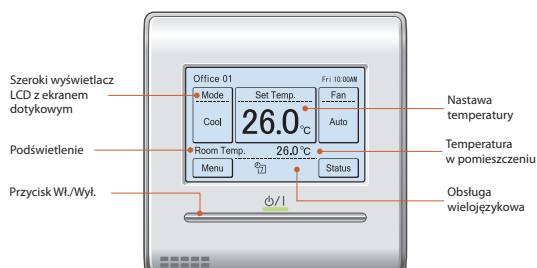 Szeroki wyświetlacz
LCD z ekranem
dotykowym
Podświetlenie
Przycisk Wł./Wył.
Office 01
Fri 10:00AM
Mode
Set Temp.
Fan
Cool
26.0°C
Auto
Room Temp.
26.0°C
Menu
7
Status
⏻/I
Nastawa
temperatury
Temperatura
w pomieszczeniu
Obsługa
wielojęzykowa